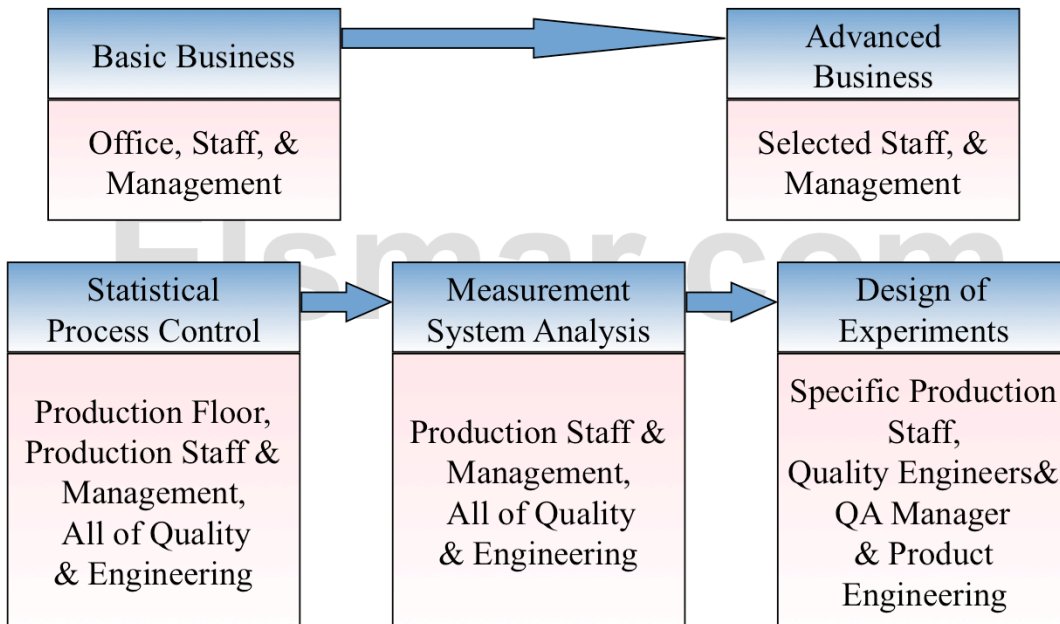 Basic Business
Advanced
Business
Office, Staff, &
Management
Selected Staff, &
Management
Elsmar.com
Statistical
Process Control
Measurement
System Analysis
Design of
Experiments
Production Floor,
Production Staff &
Management,
All of Quality
& Engineering
Production Staff &
Management,
All of Quality
& Engineering
Specific Production
Staff,
Quality Engineers&
QA Manager
& Product
Engineering